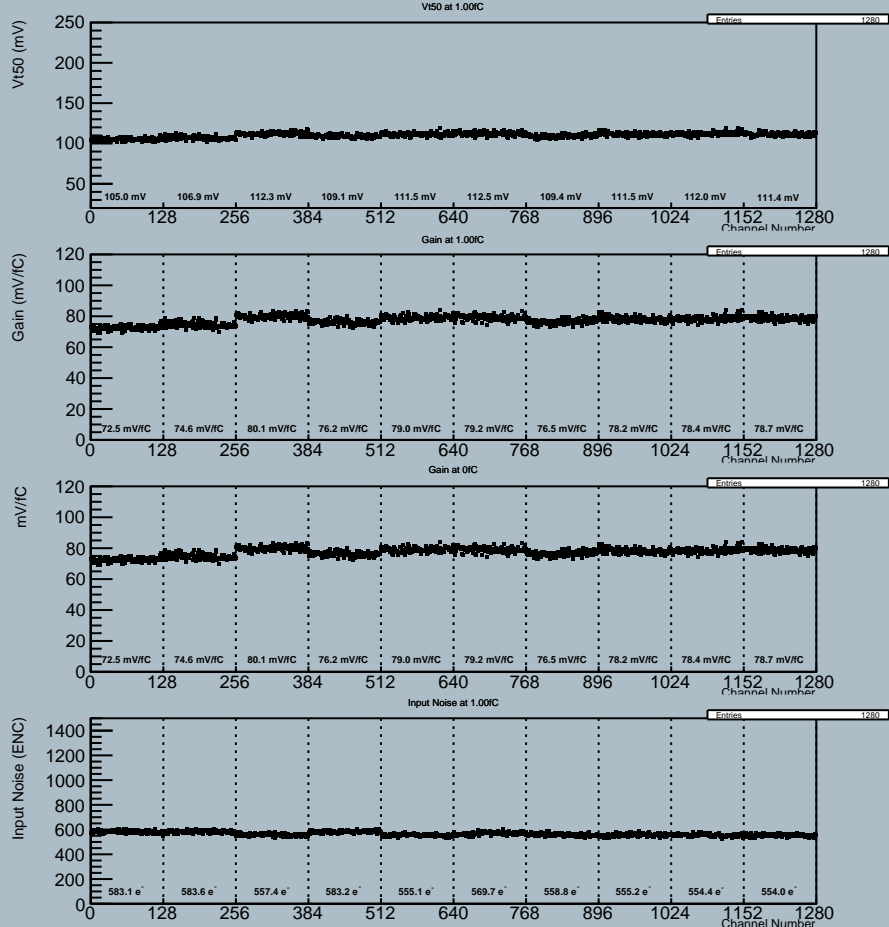 Vt50 at 1.00fC
Entries 1280
Vt50 (mV)
250
200
150
100
50
105.0 mV 106.9 mV 112.3 mV 109.1 mV 111.5 mV 112.5 mV 109.4 mV 111.5 mV 112.0 mV 111.4 mV
0 128 256 384 512 640 768 896 1024 1152 1280
Channel Number
Gain at 1.00fC
Entries 1280
Gain (mV/fC)
120
100
80
60
40
20
0
72.5 mV/fC 74.6 mV/fC 80.1 mV/fC 76.2 mV/fC 79.0 mV/fC 79.2 mV/fC 76.5 mV/fC 78.2 mV/fC 78.4 mV/fC 78.7 mV/fC
0 128 256 384 512 640 768 896 1024 1152 1280
Channel Number
Gain at 0fC
Entries 1280
mV/fC
120
100
80
60
40
20
0
72.5 mV/fC 74.6 mV/fC 80.1 mV/fC 76.2 mV/fC 79.0 mV/fC 79.2 mV/fC 76.5 mV/fC 78.2 mV/fC 78.4 mV/fC 78.7 mV/fC
0 128 256 384 512 640 768 896 1024 1152 1280
Channel Number
Input Noise at 1.00fC
Entries 1280
Input Noise (ENC)
1400
1200
1000
800
600
400
200
0
583.1 e⁻ 583.6 e⁻ 557.4 e⁻ 583.2 e⁻ 555.1 e⁻ 569.7 e⁻ 558.8 e⁻ 555.2 e⁻ 554.4 e⁻ 554.0 e⁻
0 128 256 384 512 640 768 896 1024 1152 1280
Channel Number